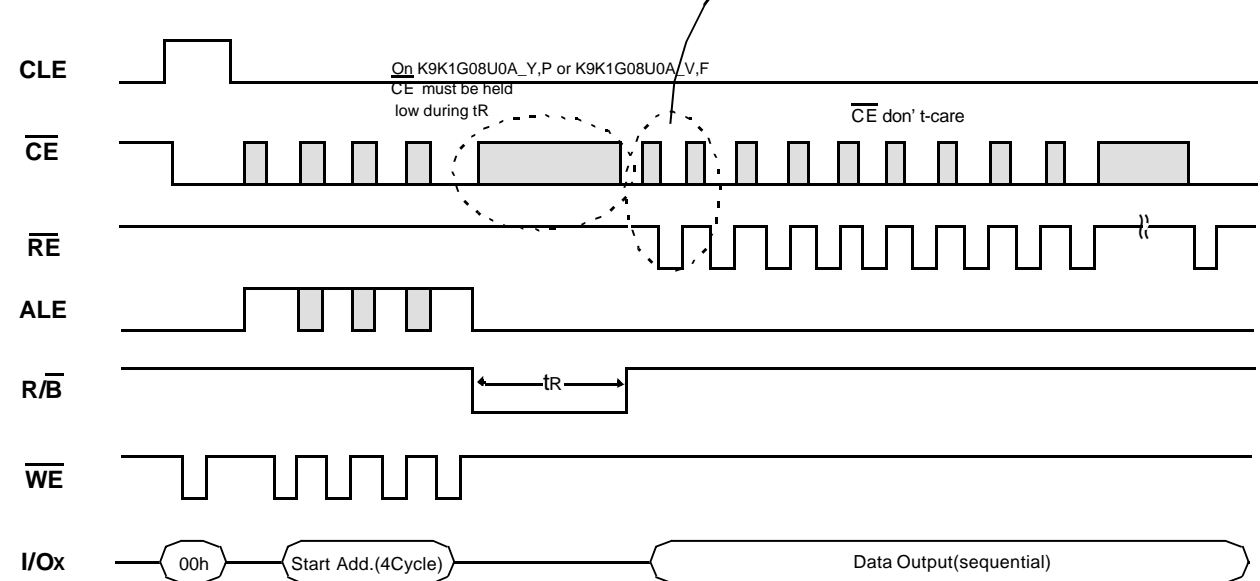 CLE
On K9K1G08U0A_Y,P or K9K1G08U0A_V,F
CE must be held
low during tR
CE don' t-care
CE
RE
ALE
R/B
tR
WE
I/Ox
00h
Start Add.(4Cycle)
Data Output(sequential)